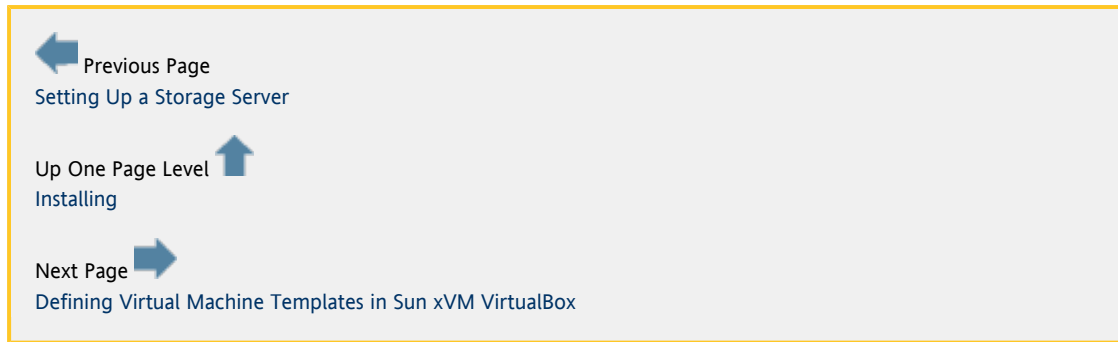 Previous Page
Setting Up a Storage Server
Up One Page Level
Installing
Next Page
Defining Virtual Machine Templates in Sun xVM VirtualBox